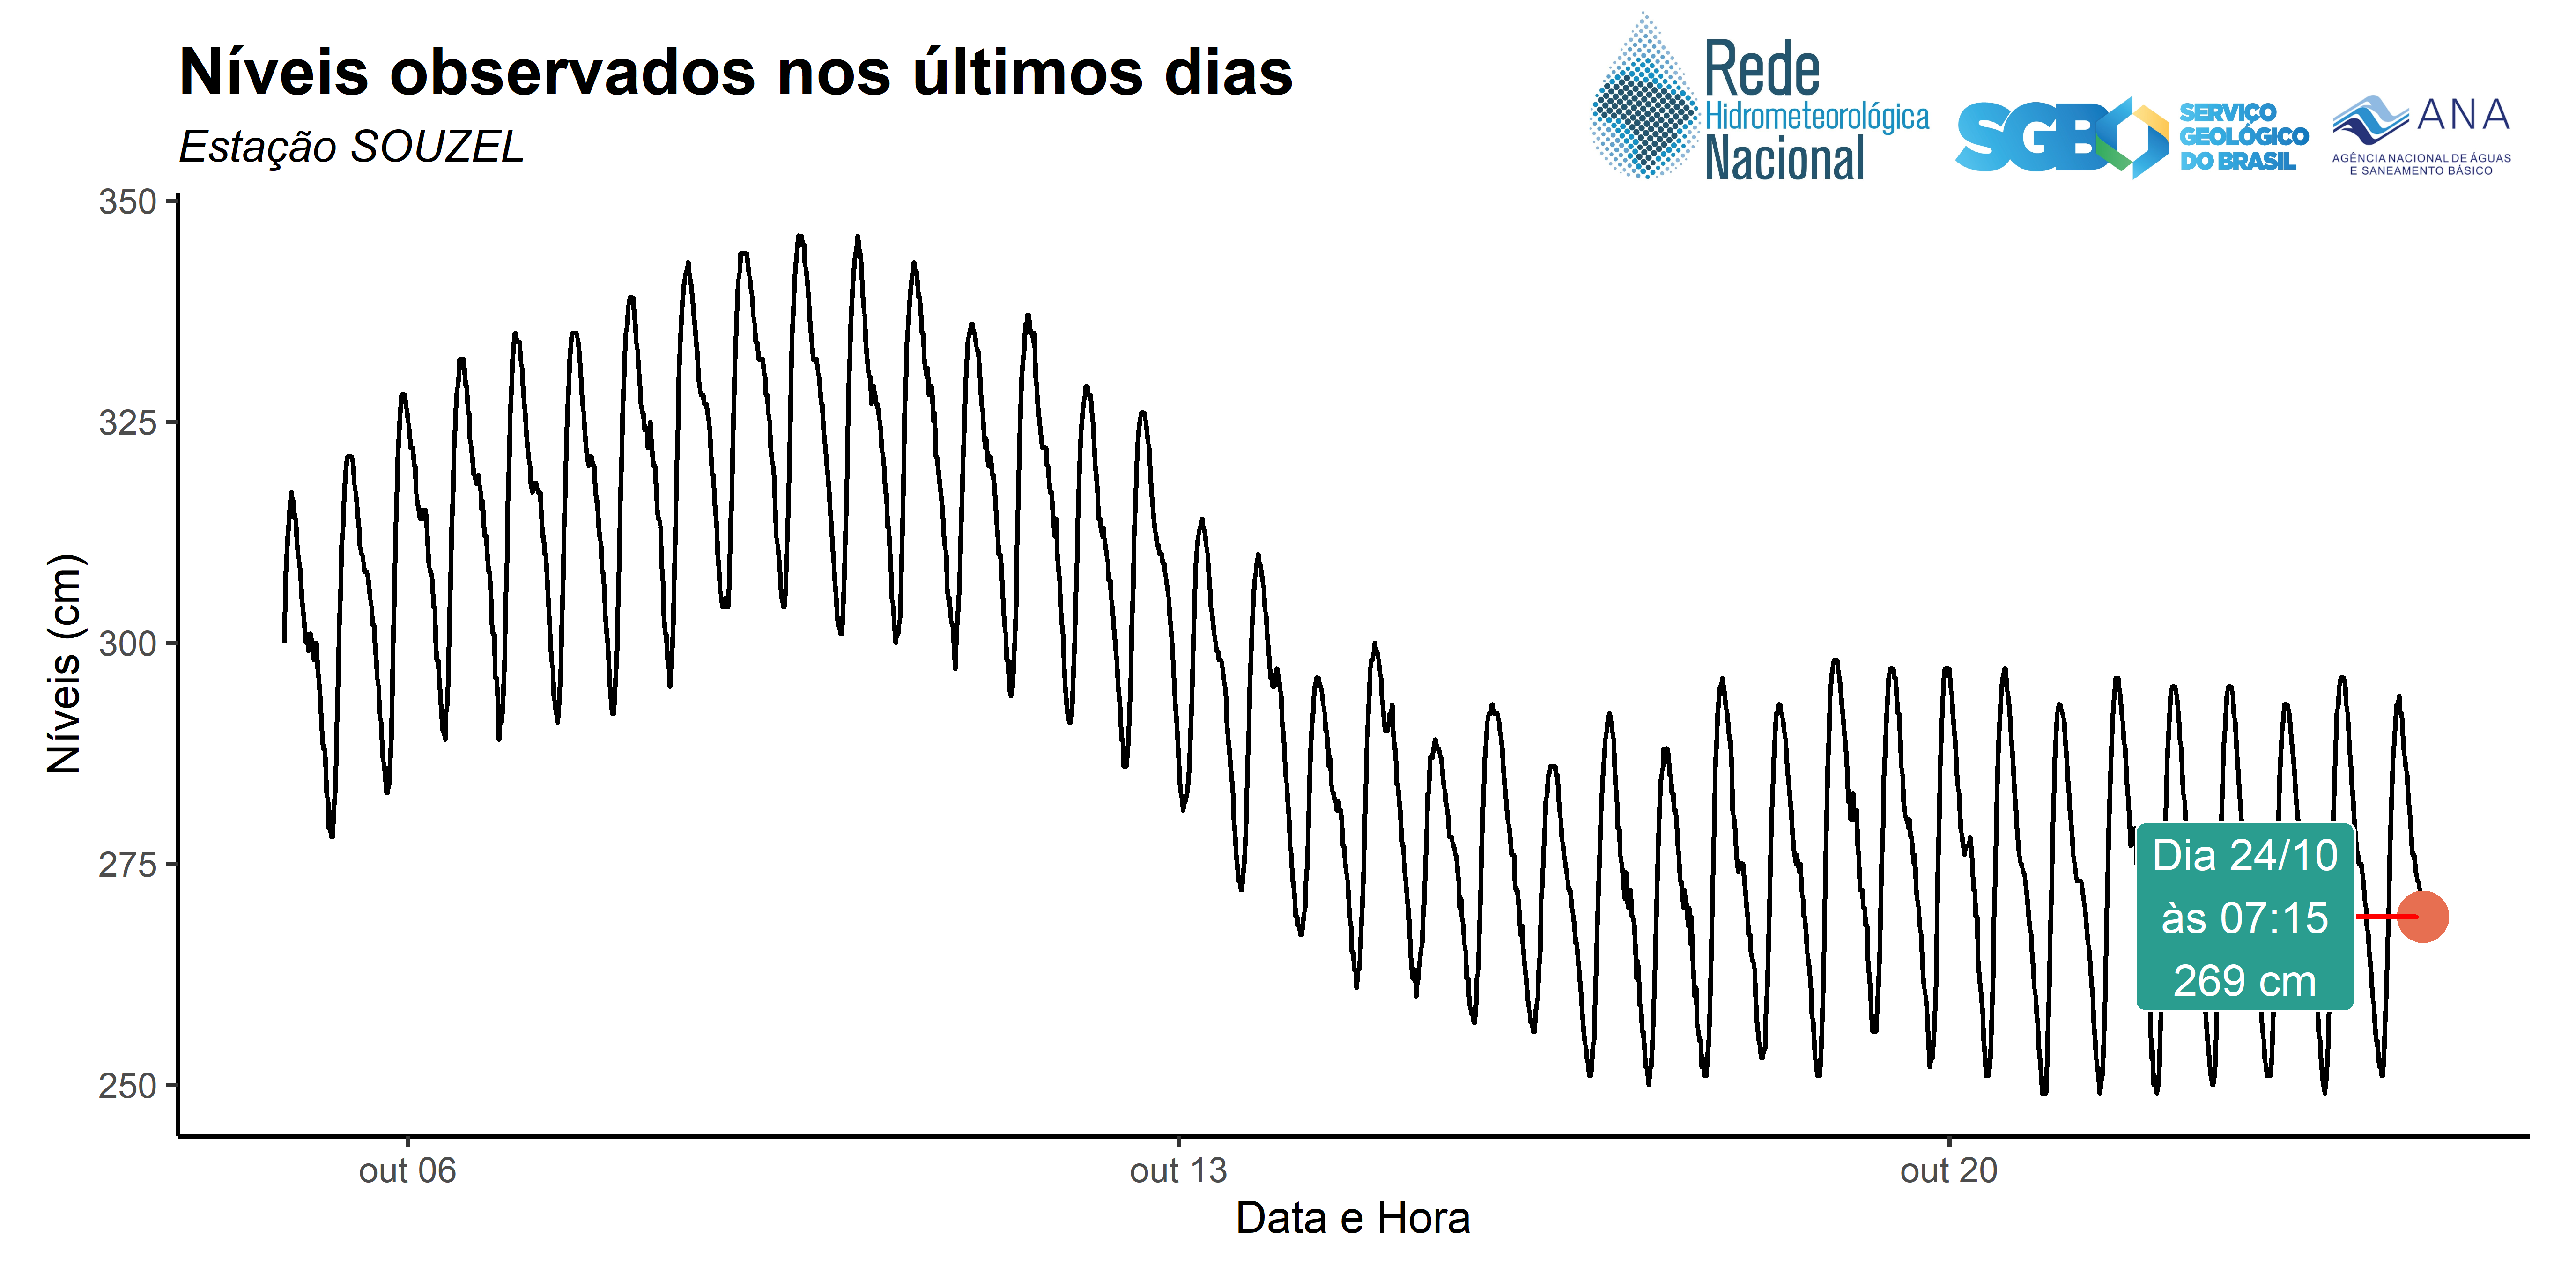 Níveis observados nos últimos dias
Estação SOUZEL
Rede
Hidrometeorológica
Nacional
SGB
SERVIÇO
GEOLÓGICO
DO BRASIL
ANA
AGÊNCIA NACIONAL DE ÁGUAS
E SANEAMENTO BÁSICO
Níveis (cm)
350
325
300
275
250
Dia 24/10
às 07:15
269 cm
out 06
out 13
out 20
Data e Hora